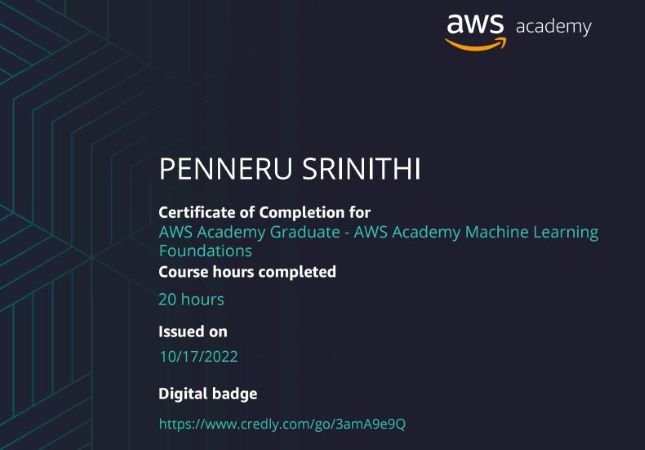 aws academy
PENNERU SRINITHI
Certificate of Completion for
AWS Academy Graduate - AWS Academy Machine Learning
Foundations
Course hours completed
20 hours
Issued on
10/17/2022
Digital badge
https://www.credly.com/go/3amA9e9Q